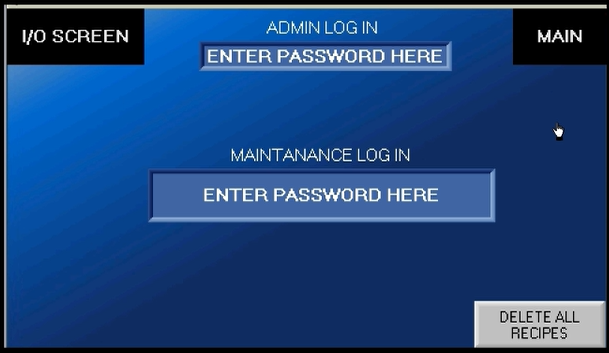 I/O SCREEN
ADMIN LOG IN
MAIN
ENTER PASSWORD HERE
MAINTANANCE LOG IN
ENTER PASSWORD HERE
DELETE ALL
RECIPES